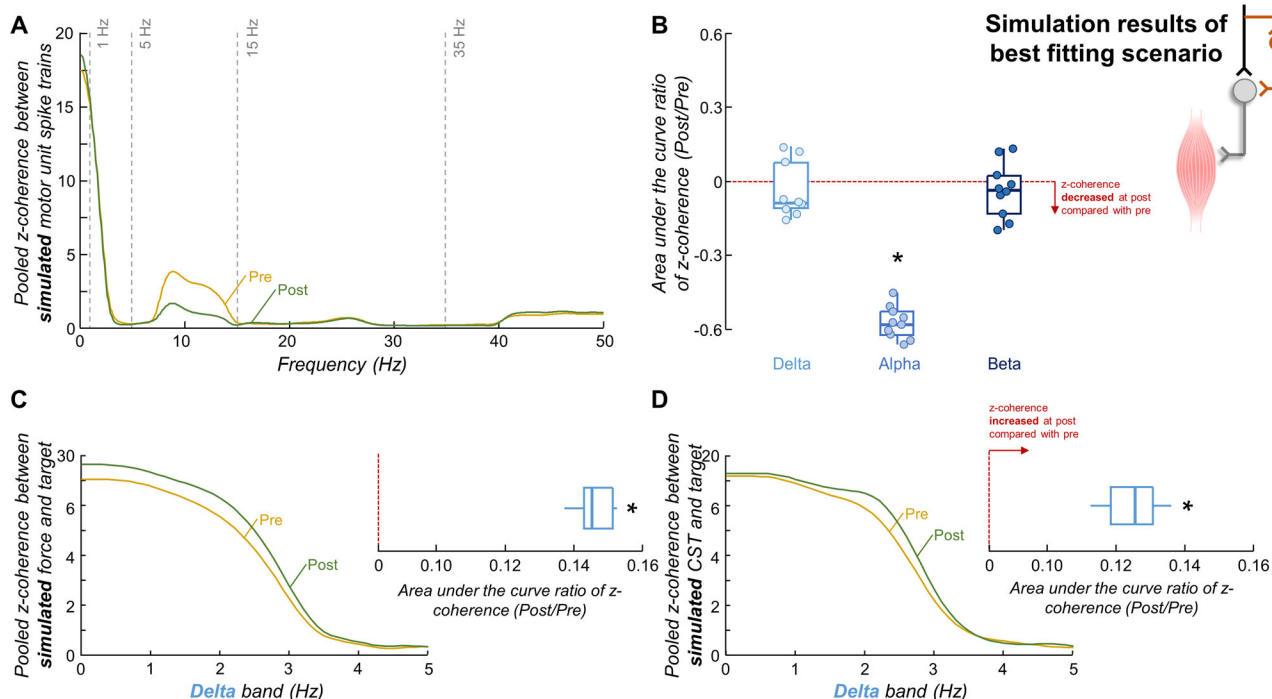 A
Pooled z-coherence between
simulated motor unit spike trains
20
15
10
5
0
1 Hz
5 Hz
15 Hz
35 Hz
Pre
Post
0
10
20
30
40
50
Frequency (Hz)
B
Simulation results of
best fitting scenario
Area under the curve ratio
of z-coherence (Post/Pre)
0.6
0.3
0
-0.3
-0.6
*
z-coherence
decreased at post
compared with pre
Delta
Alpha
Beta
C
Pooled z-coherence between
simulated force and target
30
6
4
2
0
Pre
Post
0
1
2
3
4
5
Delta band (Hz)
*
0
0.10
0.12
0.14
0.16
Area under the curve ratio of z-
coherence (Post/Pre)
D
Pooled z-coherence between
simulated CST and target
20
6
4
2
0
Pre
Post
0
1
2
3
4
5
Delta band (Hz)
z-coherence
increased at post
compared with pre
*
0
0.10
0.12
0.14
0.16
Area under the curve ratio of z-
coherence (Post/Pre)